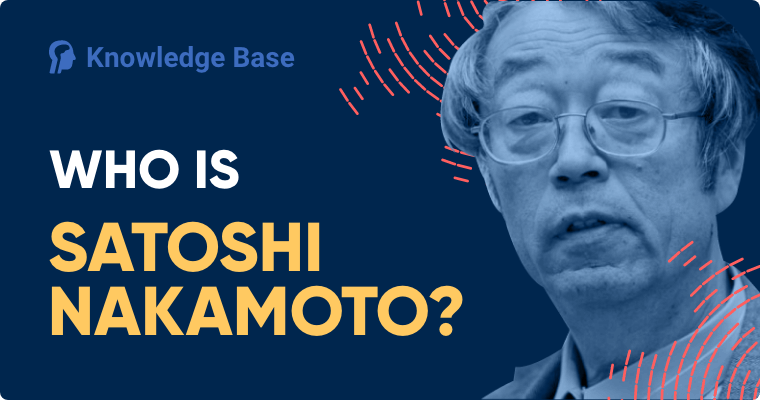 Knowledge Base
WHO IS
SATOSHI
NAKAMOTO?